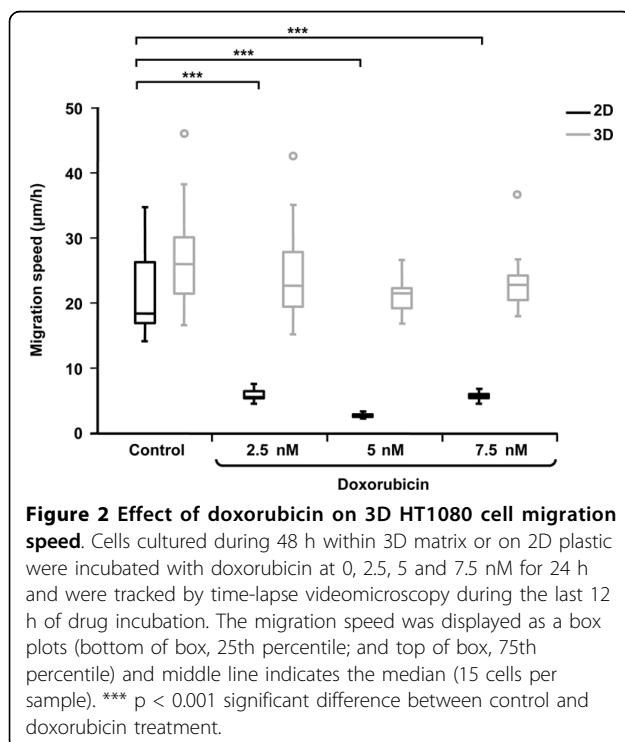 ***
***
***
50
2D
3D
40
30
20
10
0
Migration speed (µm/h)
Control 2.5 nM 5 nM 7.5 nM
Doxorubicin
Figure 2 Effect of doxorubicin on 3D HT1080 cell migration
speed. Cells cultured during 48 h within 3D matrix or on 2D plastic
were incubated with doxorubicin at 0, 2.5, 5 and 7.5 nM for 24 h
and were tracked by time-lapse videomicroscopy during the last 12
h of drug incubation. The migration speed was displayed as a box
plots (bottom of box, 25th percentile; and top of box, 75th
percentile) and middle line indicates the median (15 cells per
sample). *** p < 0.001 significant difference between control and
doxorubicin treatment.